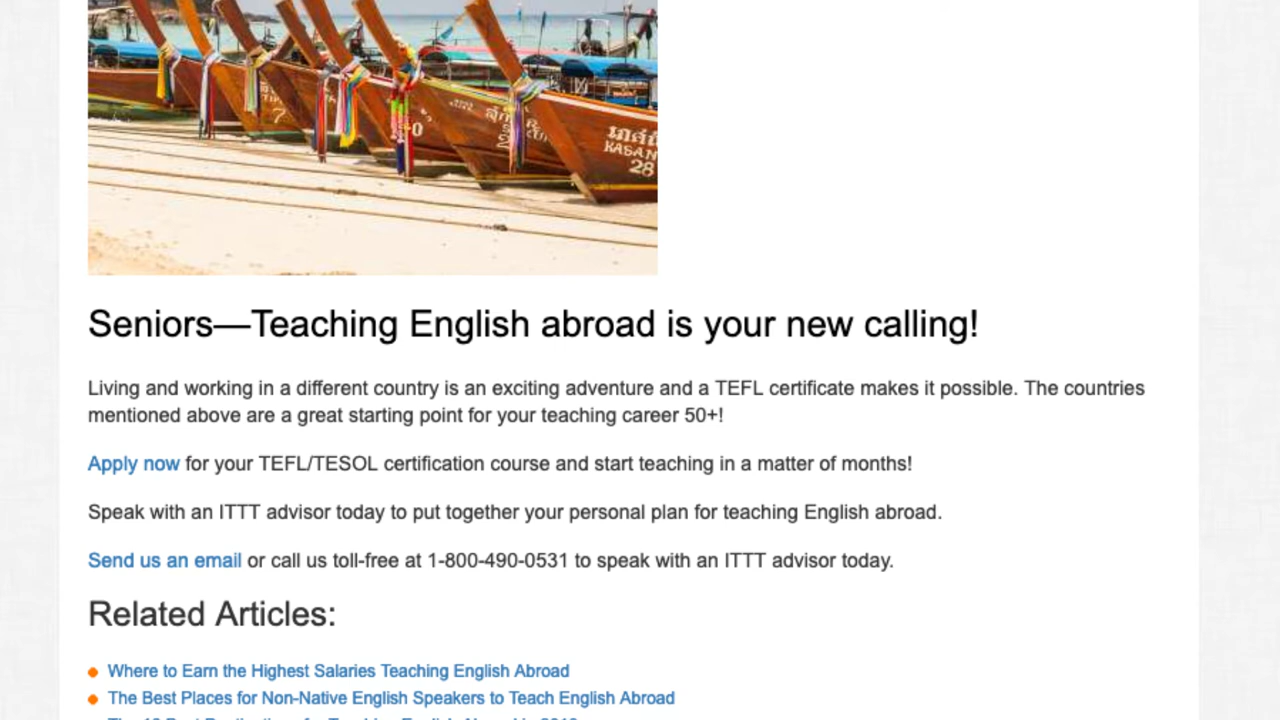 7
0
KASAN
28
Seniors—Teaching English abroad is your new calling!
Living and working in a different country is an exciting adventure and a TEFL certificate makes it possible. The countries
mentioned above are a great starting point for your teaching career 50+!
Apply now for your TEFL/TESOL certification course and start teaching in a matter of months!
Speak with an ITTT advisor today to put together your personal plan for teaching English abroad.
Send us an email or call us toll-free at 1-800-490-0531 to speak with an ITTT advisor today.
Related Articles:
Where to Earn the Highest Salaries Teaching English Abroad
The Best Places for Non-Native English Speakers to Teach English Abroad